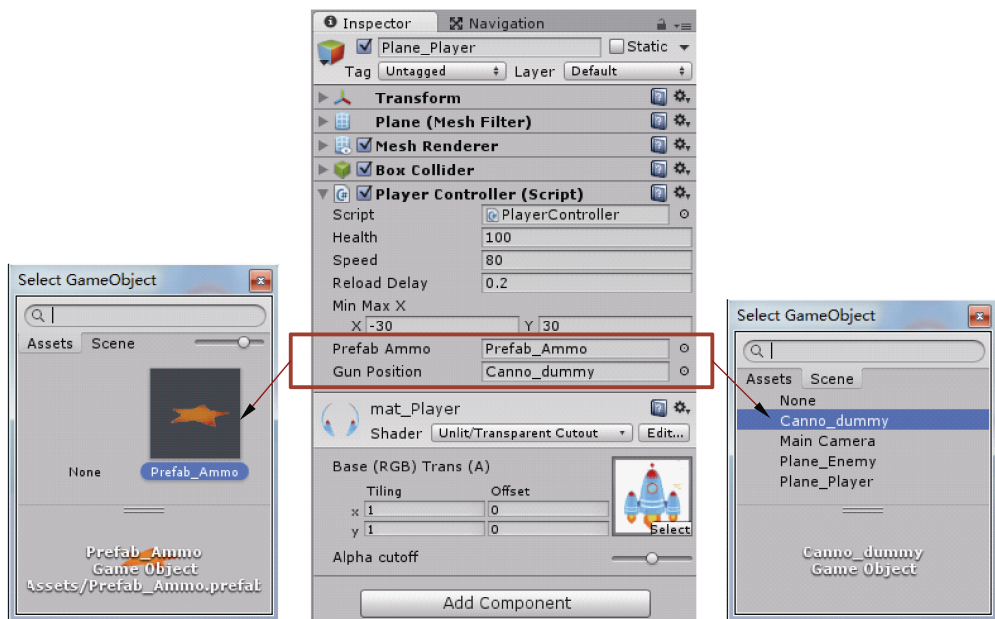 Inspector Navigation
Plane_Player Static
Tag Untagged Layer Default
Transform
Plane (Mesh Filter)
Mesh Renderer
Box Collider
Player Controller (Script)
Script PlayerController
Health 100
Speed 80
Reload Delay 0.2
Min Max X
X -30 Y 30
Prefab Ammo Prefab_Ammo
Gun Position Canno_dummy
mat_Player
Shader Unlit/Transparent Cutout Edit...
Base (RGB) Trans (A)
Tiling Offset
x 1 0
y 1 0
Select
Alpha cutoff
Add Component
Select GameObject
Assets Scene
None Prefab_Ammo
Prefab_Ammo
Game Object
Assets/Prefab_Ammo.prefab
Select GameObject
Assets Scene
None
Canno_dummy
Main Camera
Plane_Enemy
Plane_Player
Canno_dummy
Game Object